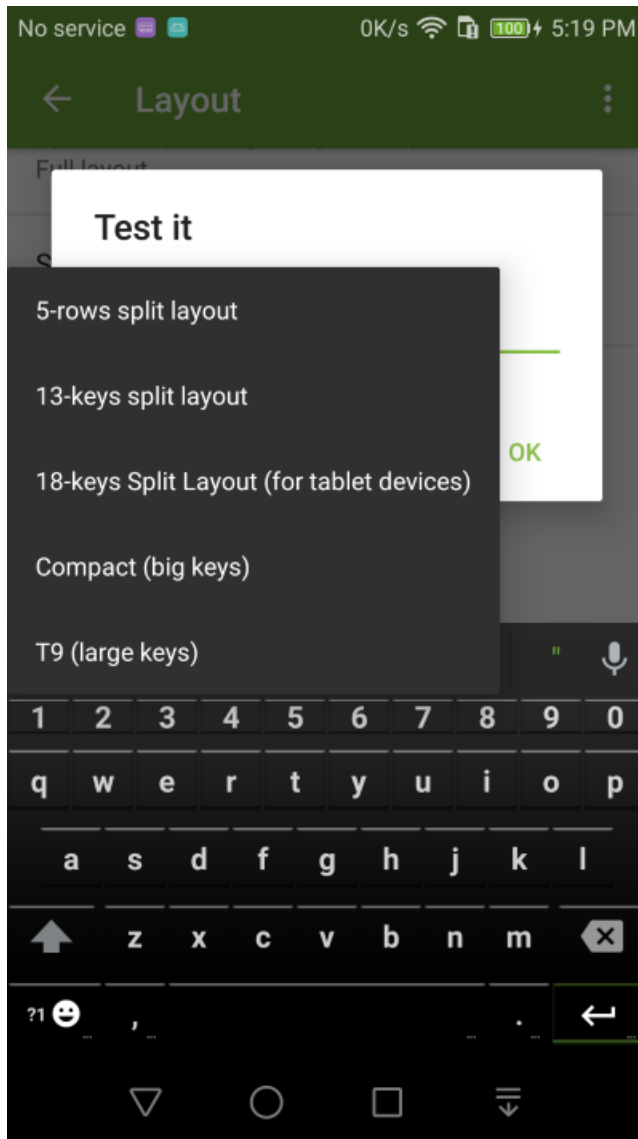 No service 0K/s 100 5:19 PM
Layout
Full layout
Test it
S
5-rows split layout
13-keys split layout
18-keys Split Layout (for tablet devices)
OK
Compact (big keys)
T9 (large keys)
"
1 2 3 4 5 6 7 8 9 0
q w e r t y u i o p
a s d f g h j k l
z x c v b n m
?1 , .